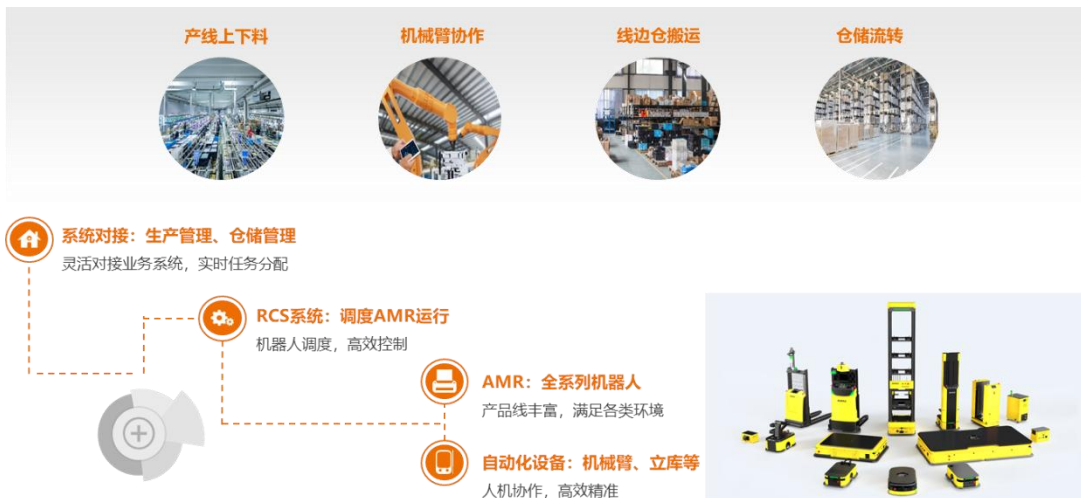 产线上下料
机械臂协作
线边仓搬运
仓储流转
系统对接：生产管理、仓储管理
灵活对接业务系统，实时任务分配
RCS系统：调度AMR运行
机器人调度，高效控制
AMR：全系列机器人
产品线丰富，满足各类环境
自动化设备：机械臂、立库等
人机协作，高效精准